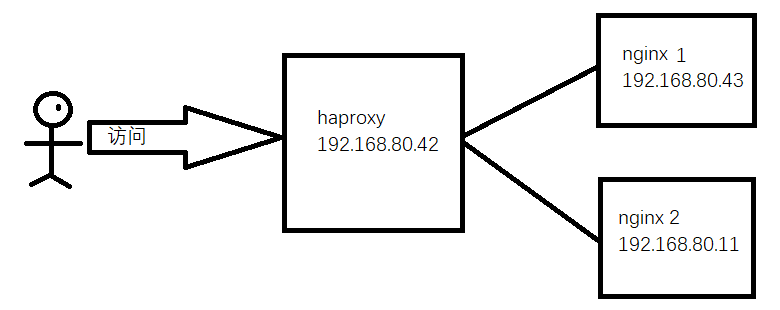 访问
haproxy
192.168.80.42
nginx 1
192.168.80.43
nginx 2
192.168.80.11